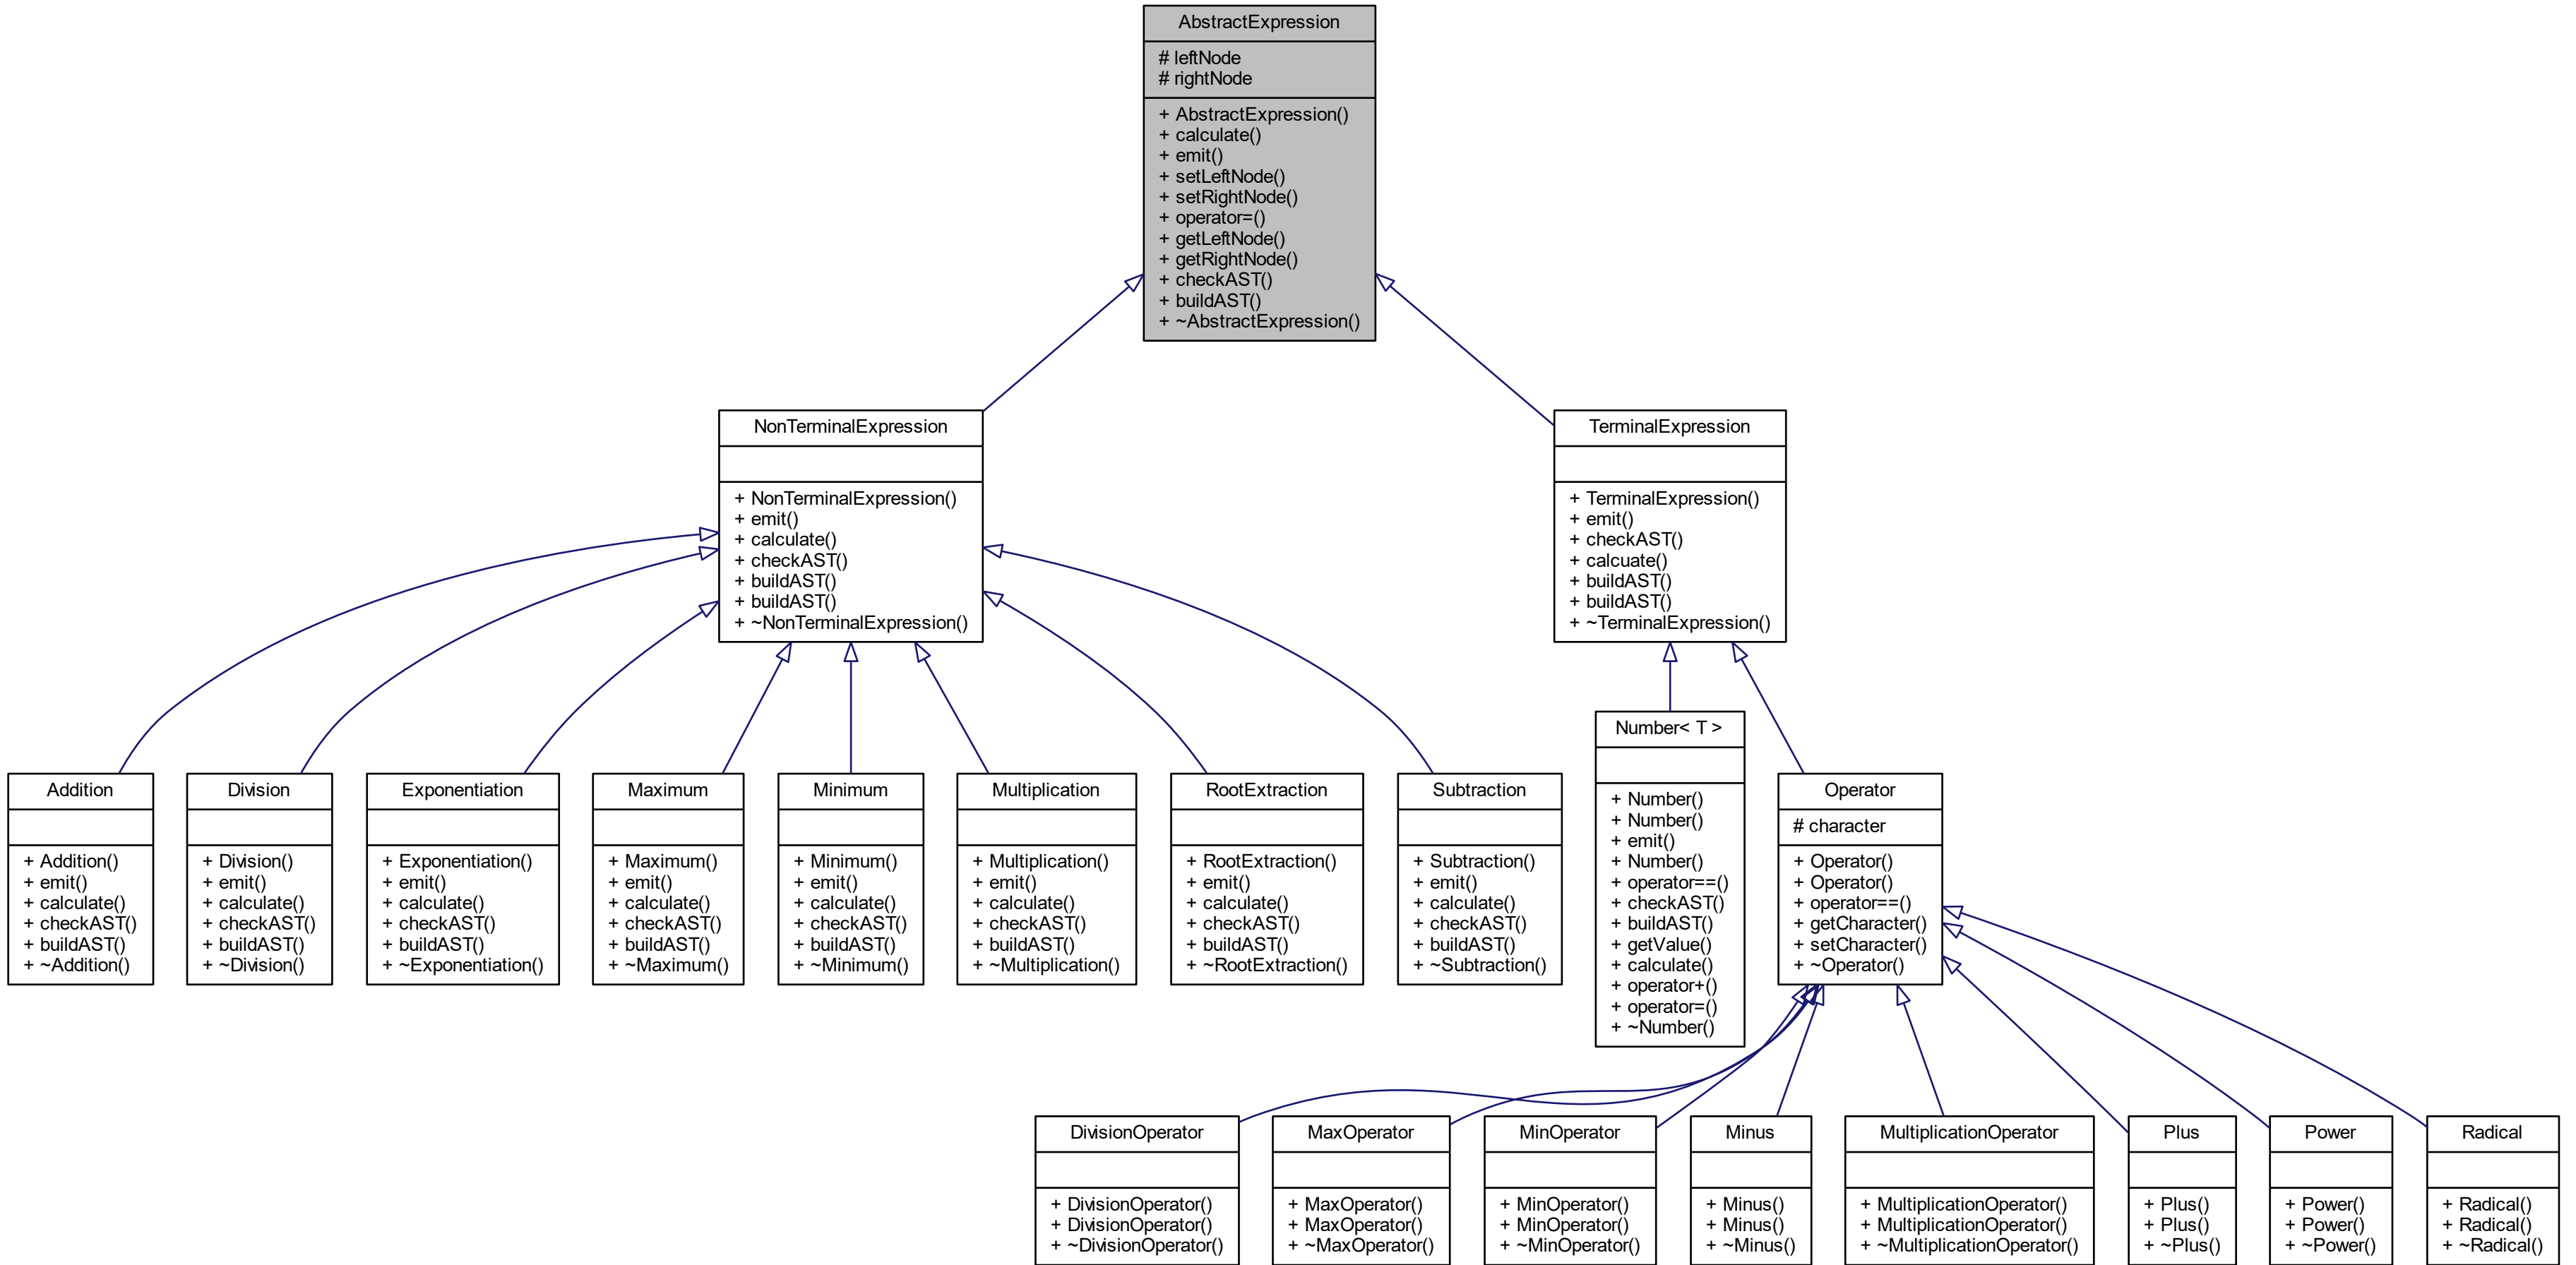 AbstractExpression
# leftNode
# rightNode
+ AbstractExpression()
+ calculate()
+ emit()
+ setLeftNode()
+ setRightNode()
+ operator=()
+ getLeftNode()
+ getRightNode()
+ checkAST()
+ buildAST()
+ ~AbstractExpression()
NonTerminalExpression
+ NonTerminalExpression()
+ emit()
+ calculate()
+ checkAST()
+ buildAST()
+ buildAST()
+ ~NonTerminalExpression()
TerminalExpression
+ TerminalExpression()
+ emit()
+ checkAST()
+ calcuate()
+ buildAST()
+ buildAST()
+ ~TerminalExpression()
Addition
+ Addition()
+ emit()
+ calculate()
+ checkAST()
+ buildAST()
+ ~Addition()
Division
+ Division()
+ emit()
+ calculate()
+ checkAST()
+ buildAST()
+ ~Division()
Exponentiation
+ Exponentiation()
+ emit()
+ calculate()
+ checkAST()
+ buildAST()
+ ~Exponentiation()
Maximum
+ Maximum()
+ emit()
+ calculate()
+ checkAST()
+ buildAST()
+ ~Maximum()
Minimum
+ Minimum()
+ emit()
+ calculate()
+ checkAST()
+ buildAST()
+ ~Minimum()
Multiplication
+ Multiplication()
+ emit()
+ calculate()
+ checkAST()
+ buildAST()
+ ~Multiplication()
RootExtraction
+ RootExtraction()
+ emit()
+ calculate()
+ checkAST()
+ buildAST()
+ ~RootExtraction()
Subtraction
+ Subtraction()
+ emit()
+ calculate()
+ checkAST()
+ buildAST()
+ ~Subtraction()
Number< T >
+ Number()
+ Number()
+ emit()
+ Number()
+ operator==()
+ checkAST()
+ buildAST()
+ getValue()
+ calculate()
+ operator+()
+ operator=()
+ ~Number()
Operator
# character
+ Operator()
+ Operator()
+ operator==()
+ getCharacter()
+ setCharacter()
+ ~Operator()
DivisionOperator
+ DivisionOperator()
+ DivisionOperator()
+ ~DivisionOperator()
MaxOperator
+ MaxOperator()
+ MaxOperator()
+ ~MaxOperator()
MinOperator
+ MinOperator()
+ MinOperator()
+ ~MinOperator()
Minus
+ Minus()
+ Minus()
+ ~Minus()
MultiplicationOperator
+ MultiplicationOperator()
+ MultiplicationOperator()
+ ~MultiplicationOperator()
Plus
+ Plus()
+ Plus()
+ ~Plus()
Power
+ Power()
+ Power()
+ ~Power()
Radical
+ Radical()
+ Radical()
+ ~Radical()